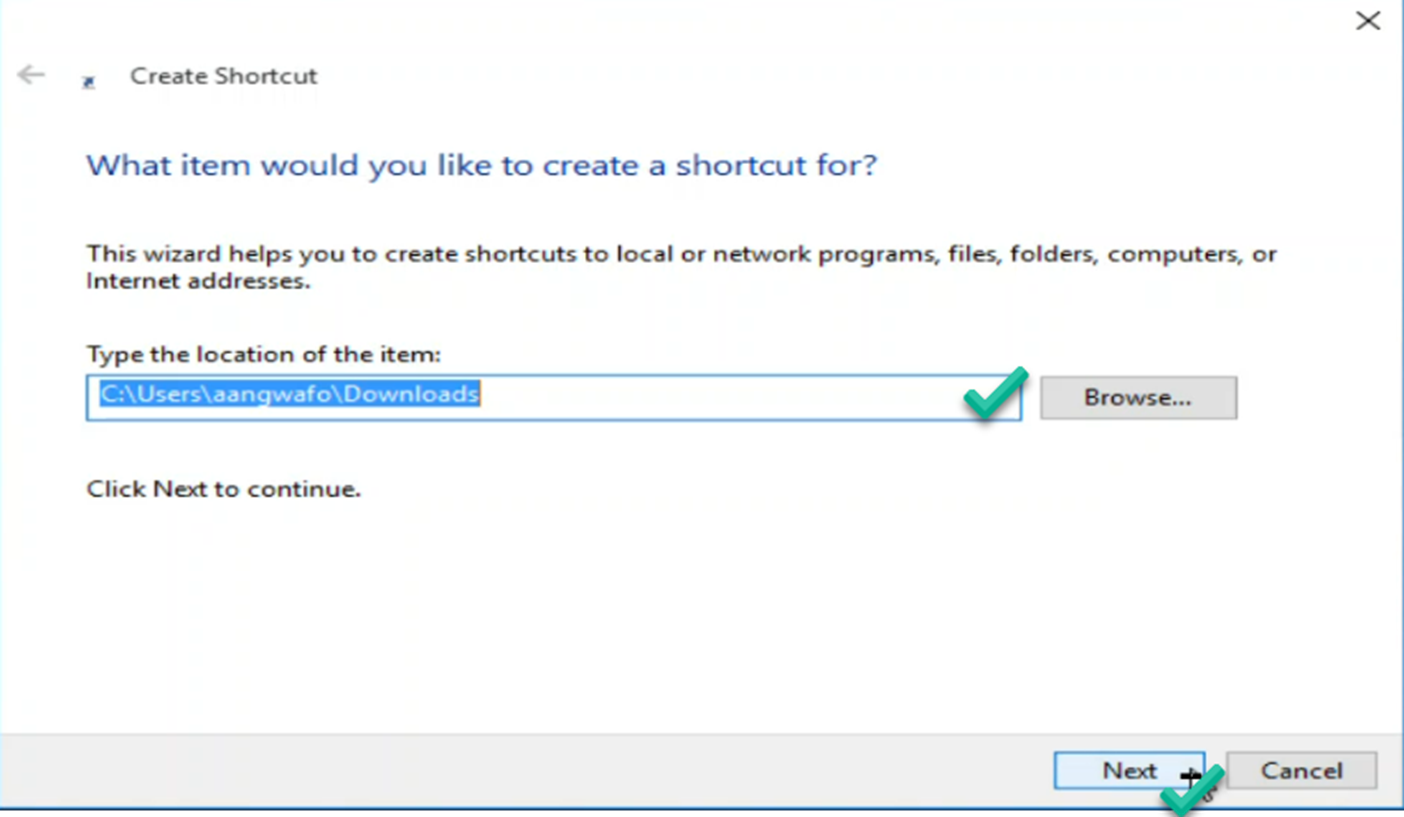 Create Shortcut
What item would you like to create a shortcut for?
This wizard helps you to create shortcuts to local or network programs, files, folders, computers, or
Internet addresses.
Type the location of the item:
C:\Users\aangwafo\Downloads
Browse...
Click Next to continue.
Next
Cancel